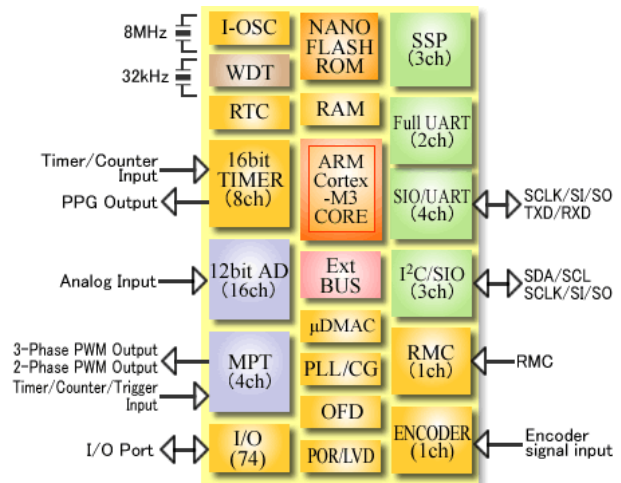 8MHz
32kHz
Timer/Counter
Input
PPG Output
Analog Input
3-Phase PWM Output
2-Phase PWM Output
Timer/Counter/Trigger
Input
I/O Port
I-OSC
WDT
RTC
16bit
TIMER
(8ch)
12bit AD
(16ch)
MPT
(4ch)
I/O
(74)
NANO
FLASH
ROM
RAM
ARM
Cortex
-M3
CORE
Ext
BUS
μDMAC
PLL/CG
OFD
POR/LVD
SSP
(3ch)
Full UART
(2ch)
SIO/UART
(4ch)
I²C/SIO
(3ch)
RMC
(1ch)
ENCODER
(1ch)
SCLK/SI/SO
TXD/RXD
SDA/SCL
SCLK/SI/SO
RMC
Encoder
signal input